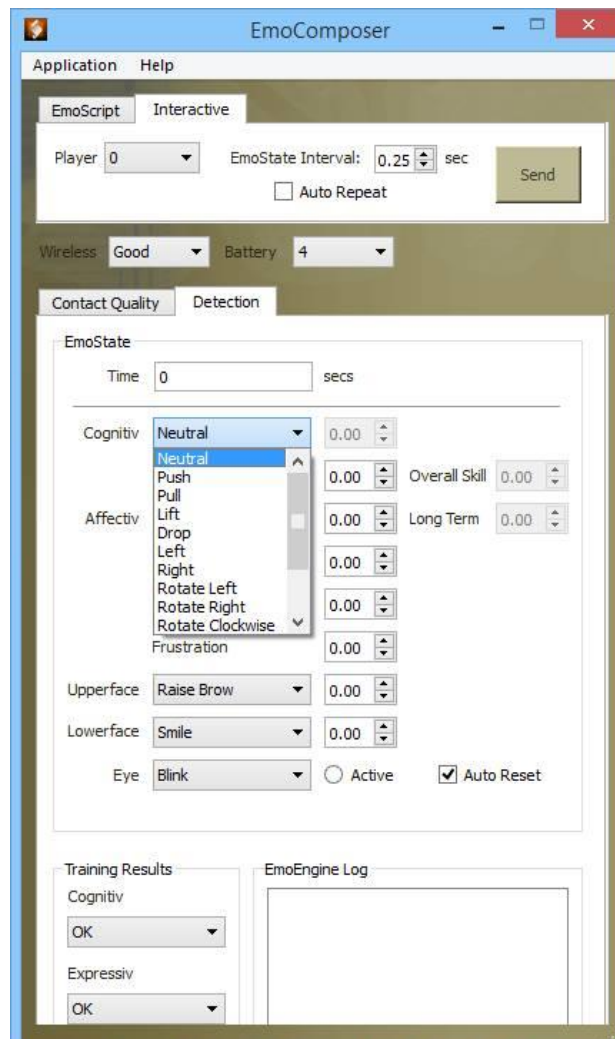 EmoComposer
Application Help
EmoScript Interactive
Player 0 EmoState Interval: 0.25 sec Send
Auto Repeat
Wireless Good Battery 4
Contact Quality Detection
EmoState
Time 0 secs
Cognitiv Neutral 0.00
Neutral
Push 0.00 Overall Skill 0.00
Pull
Lift
Affectiv Drop 0.00 Long Term 0.00
Left
Right 0.00
Rotate Left
Rotate Right 0.00
Rotate Clockwise
Frustration 0.00
Upperface Raise Brow 0.00
Lowerface Smile 0.00
Eye Blink Active Auto Reset
Training Results EmoEngine Log
Cognitiv
OK
Expressiv
OK